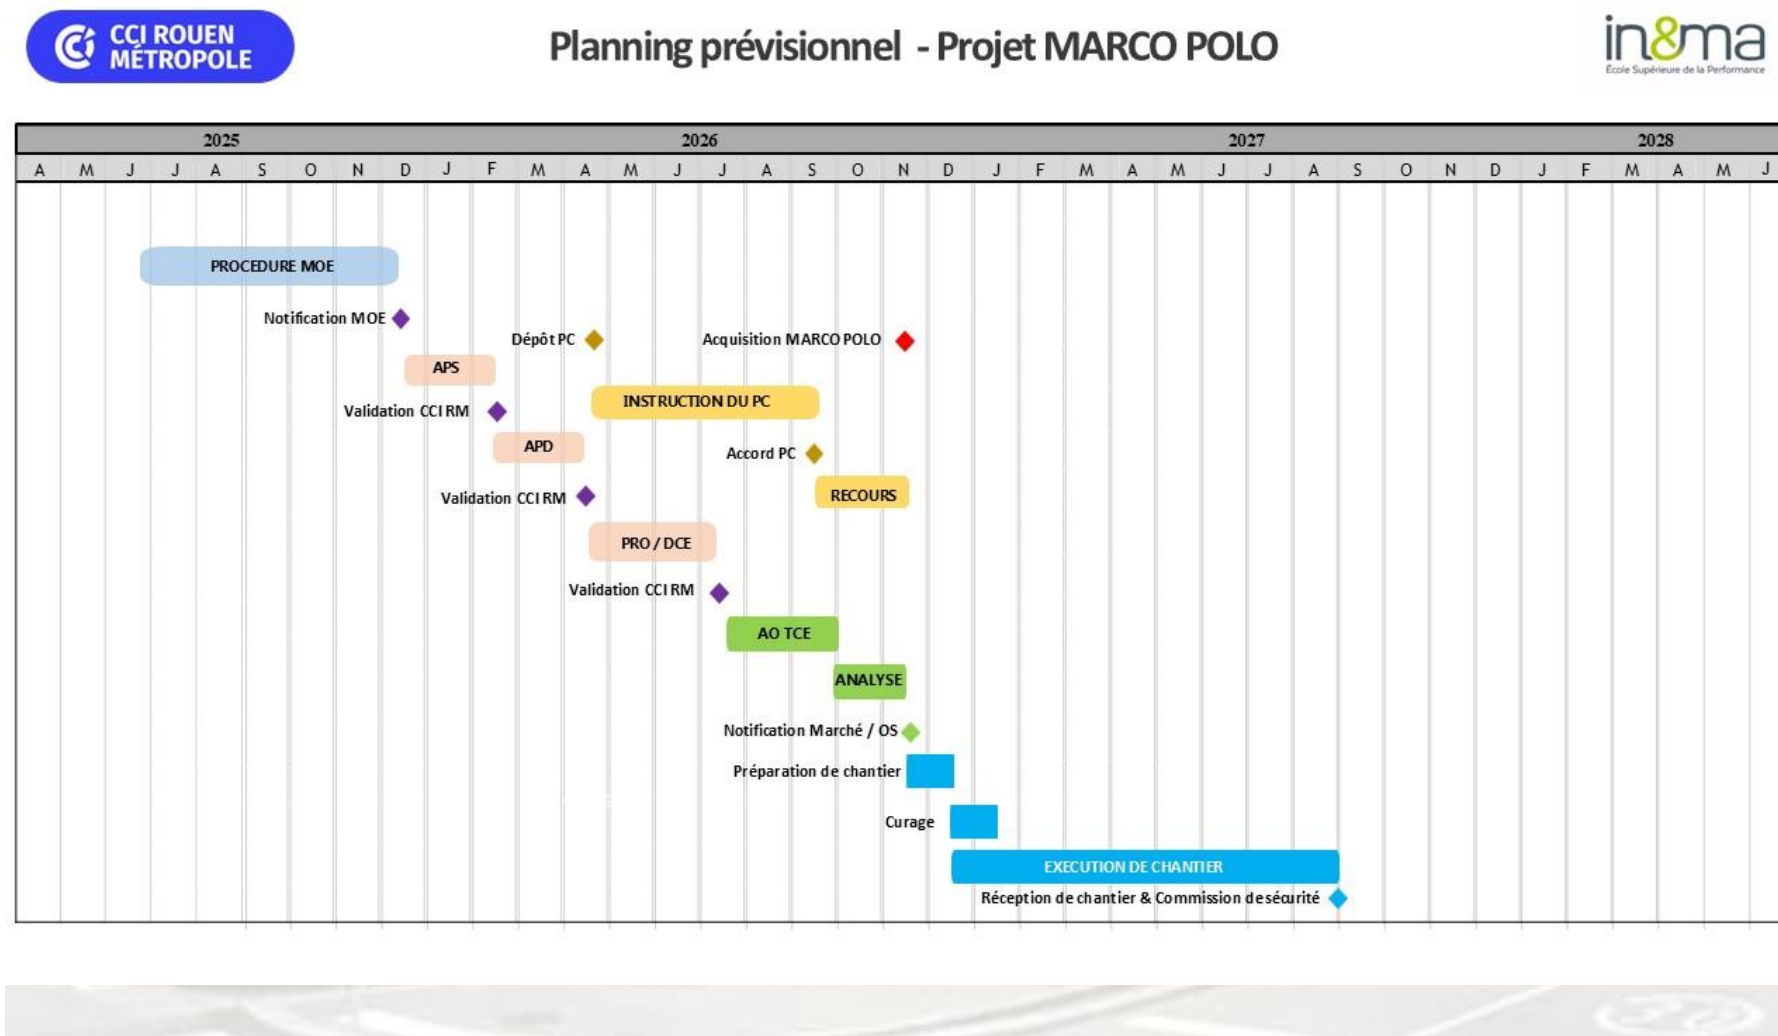 CCI ROUEN
MÉTROPOLE
Planning prévisionnel - Projet MARCO POLO
in&ma
École Supérieure de la Performance
2025 2026 2027 2028
A M J J A S O N D J F M A M J J A S O N D J F M A M J J A S O N D J F M A M J
PROCEDURE MOE
Notification MOE
Dépôt PC
Acquisition MARCO POLO
APS
INSTRUCTION DU PC
Validation CCI RM
APD
Accord PC
Validation CCI RM
RECOURS
PRO / DCE
Validation CCI RM
AO TCE
ANALYSE
Notification Marché / OS
Préparation de chantier
Curage
EXECUTION DE CHANTIER
Réception de chantier & Commission de sécurité